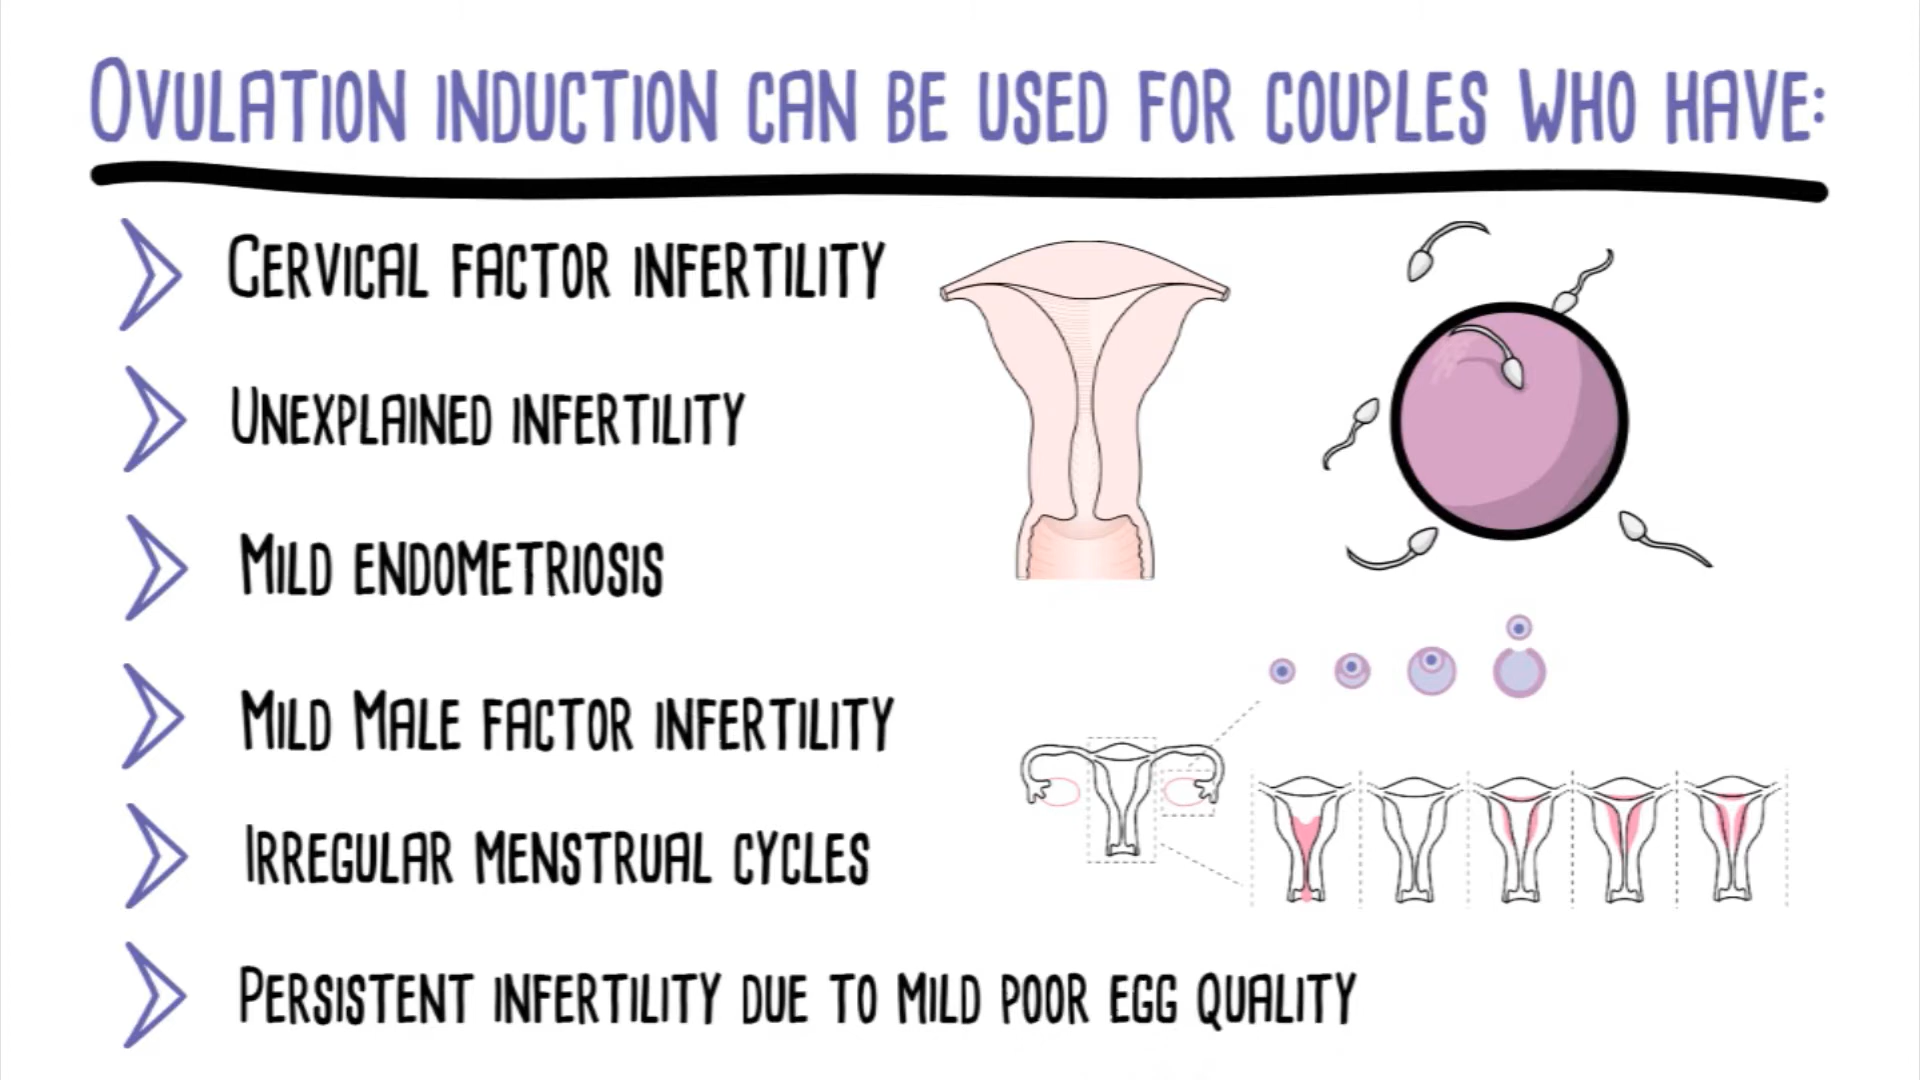 Ovulation induction can be used for couples who have:
Cervical factor infertility
Unexplained infertility
Mild endometriosis
Mild Male factor infertility
Irregular menstrual cycles
Persistent infertility due to mild poor egg quality